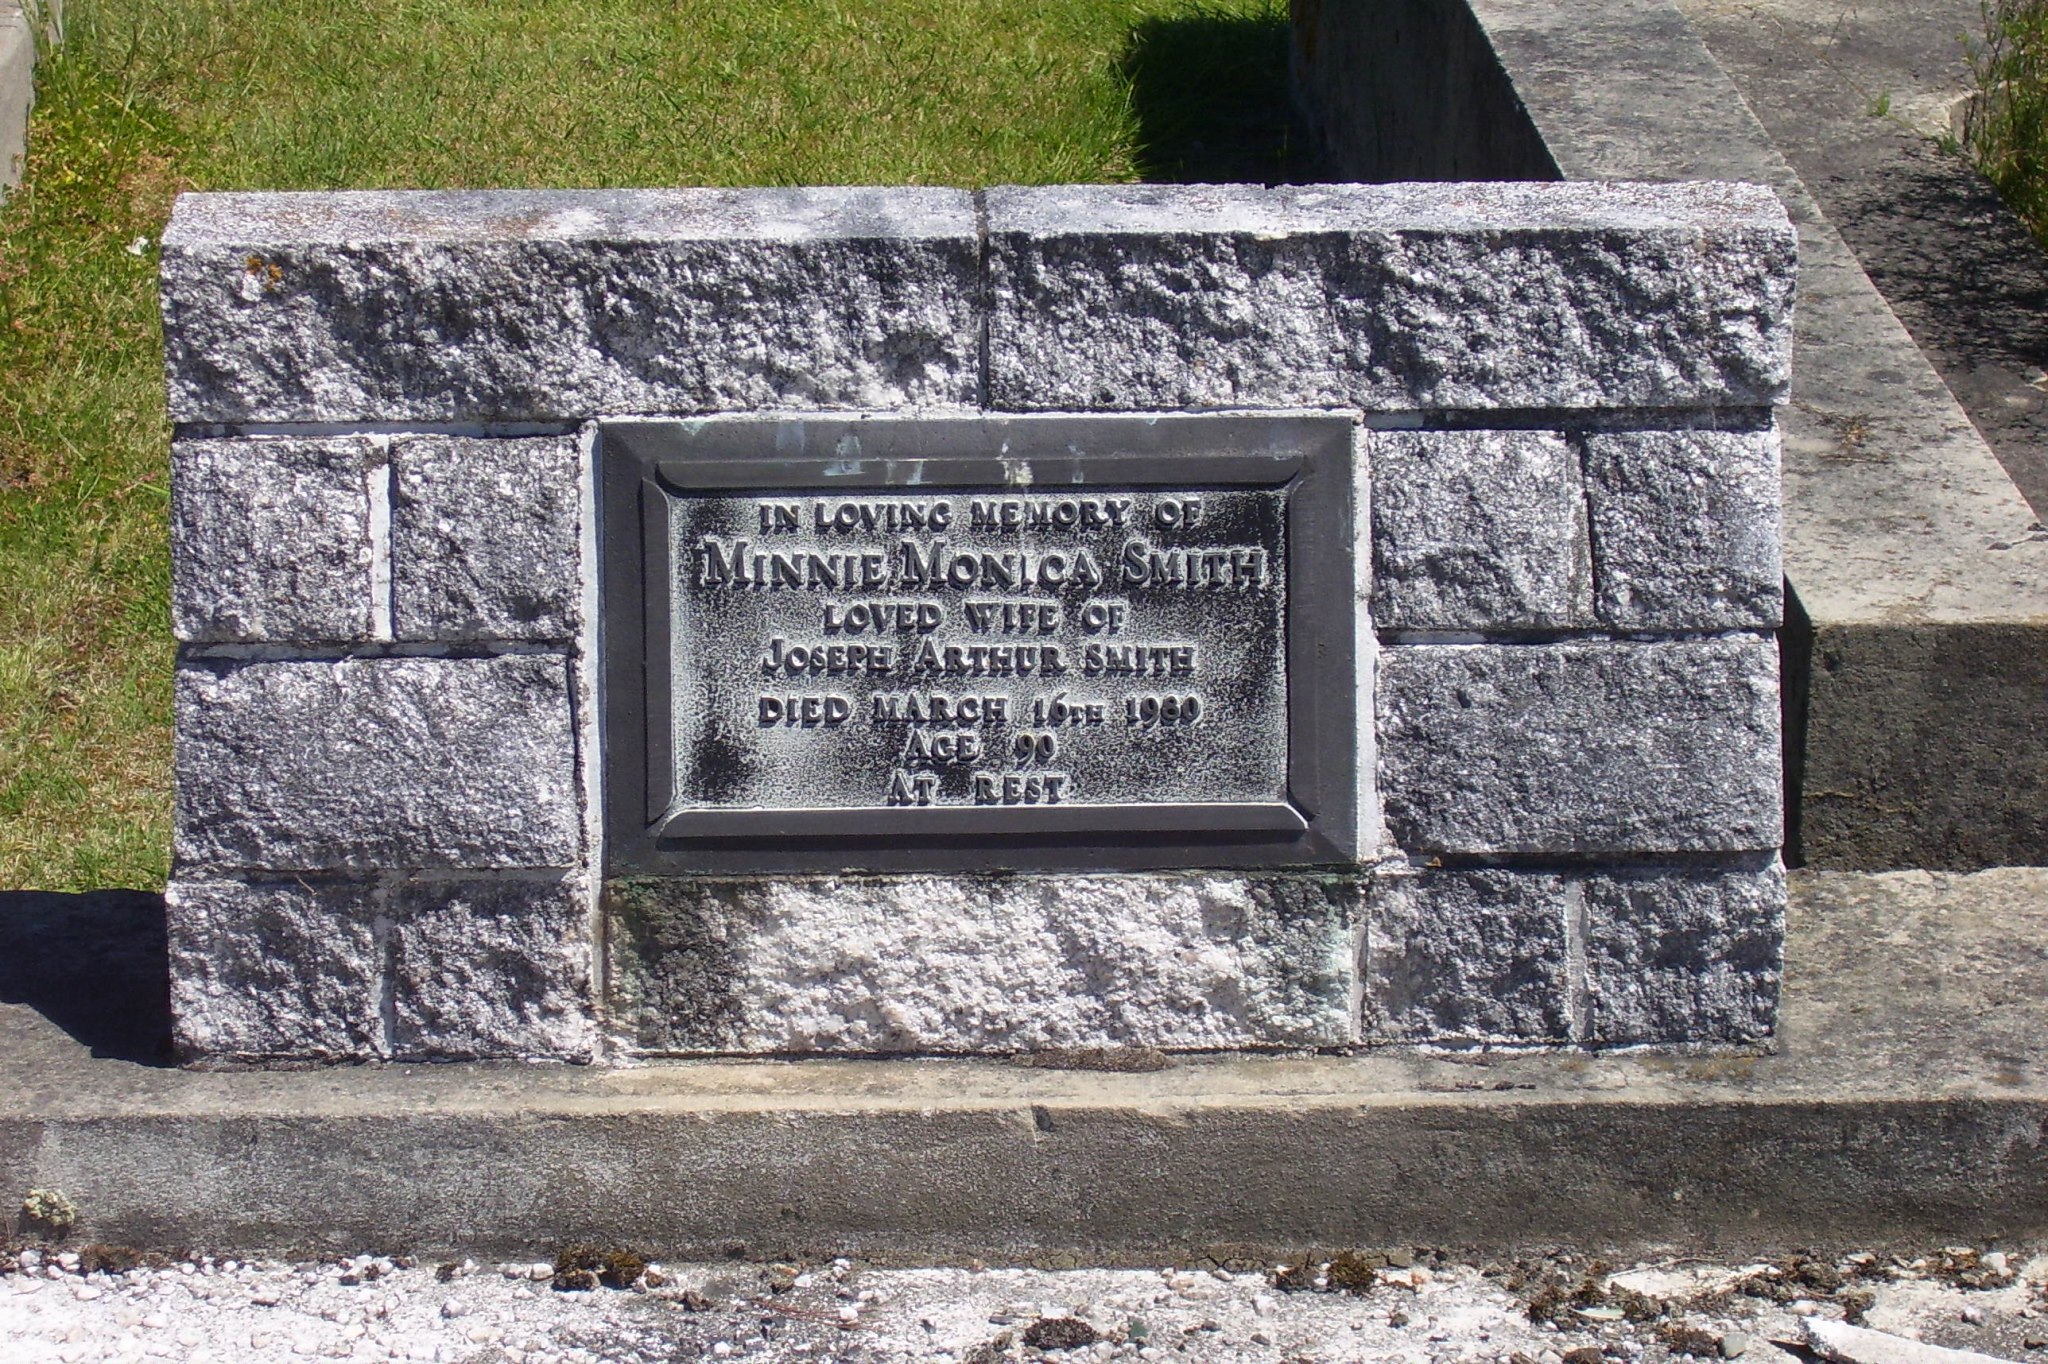 IN LOVING MEMORY OF
MINNIE MONICA SMITH
LOVED WIFE OF
JOSEPH ARTHUR SMITH
DIED MARCH 16TH 1980
AGE 90
AT REST